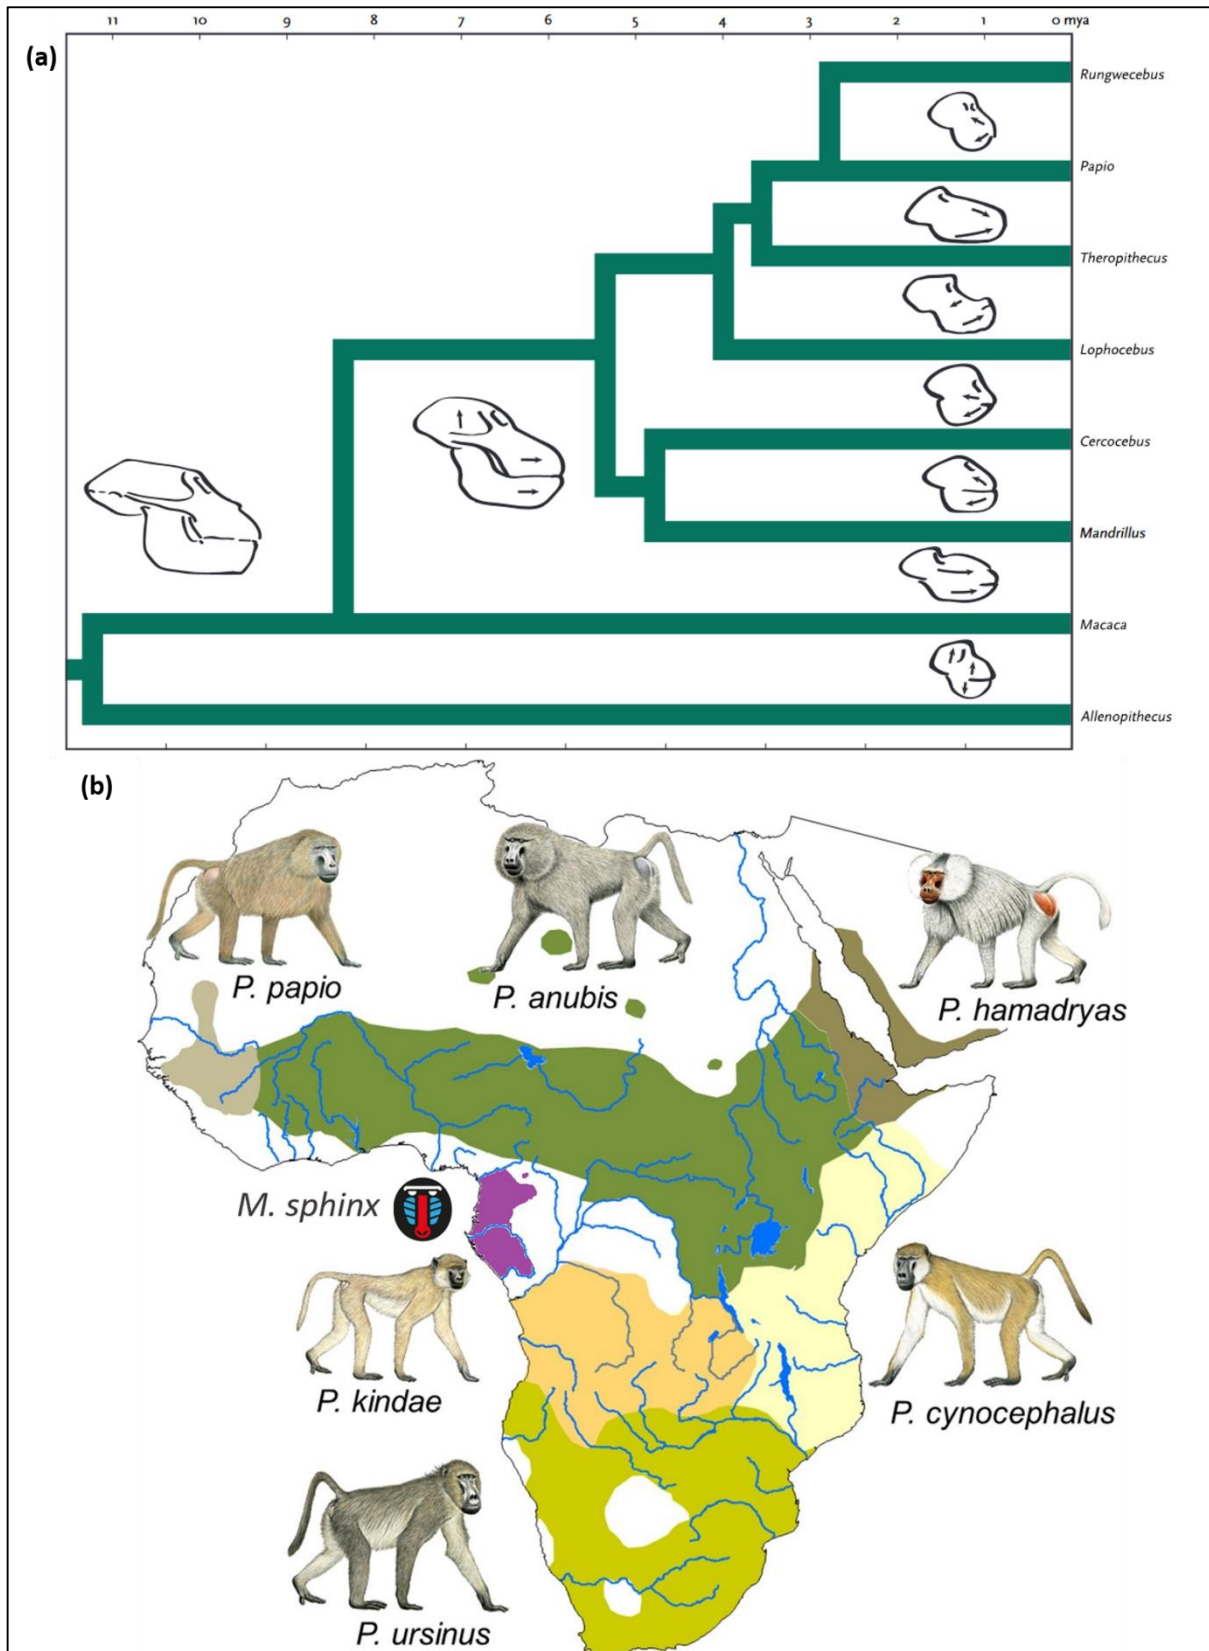 11 10 9 8 7 6 5 4 3 2 1 0 mya
(a)
Rungwecebus
Papio
Theropithecus
Lophocebus
Cercocebus
Mandrillus
Macaca
Allenopithecus
(b)
P. papio
P. anubis
P. hamadryas
M. sphinx
P. kindae
P. cynocephalus
P. ursinus